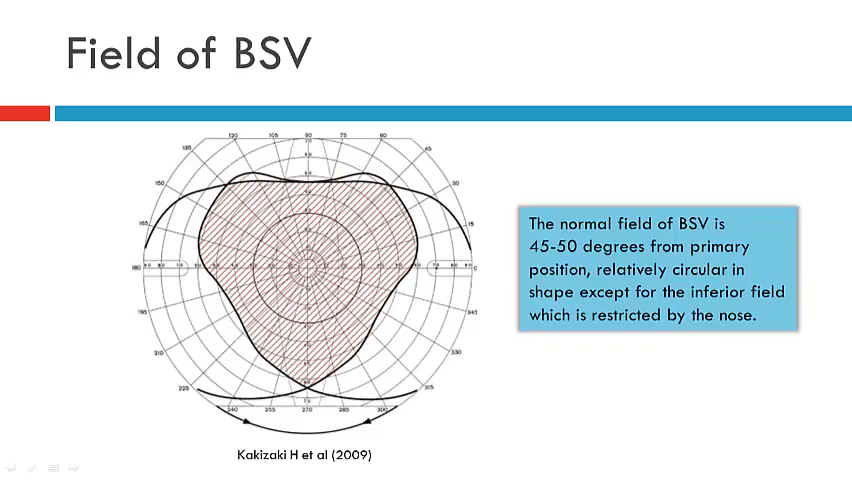 Field of BSV
120 105 90 75 60
135 45
150 30
165 15
180 0
195 345
210 330
225 315
240 255 270 285 300
7.0
The normal field of BSV is
45-50 degrees from primary
position, relatively circular in
shape except for the inferior field
which is restricted by the nose.
Kakizaki H et al (2009)